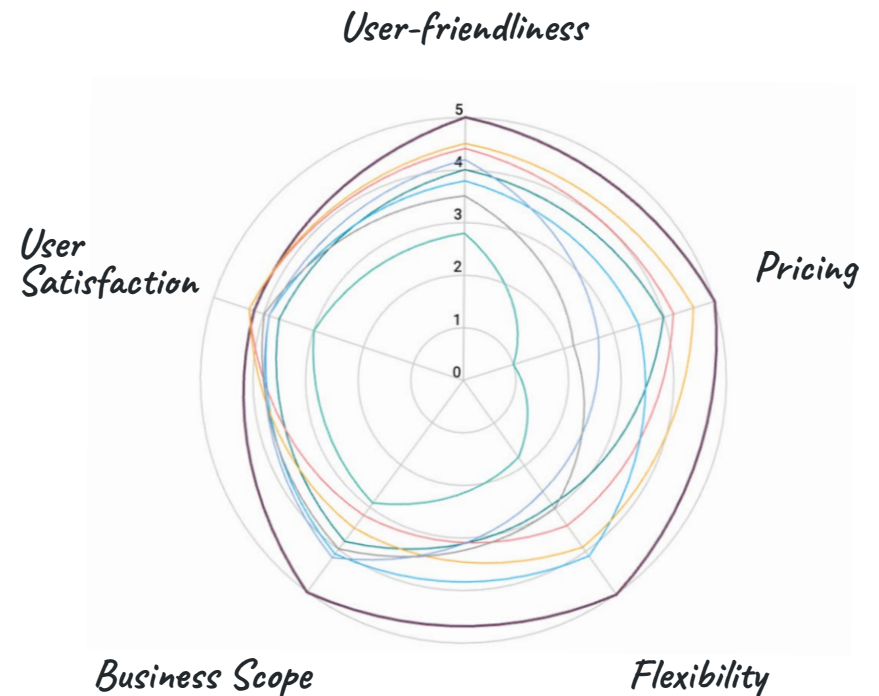 User-friendliness
5
4
3
2
1
0
User
Satisfaction
Pricing
Business Scope
Flexibility